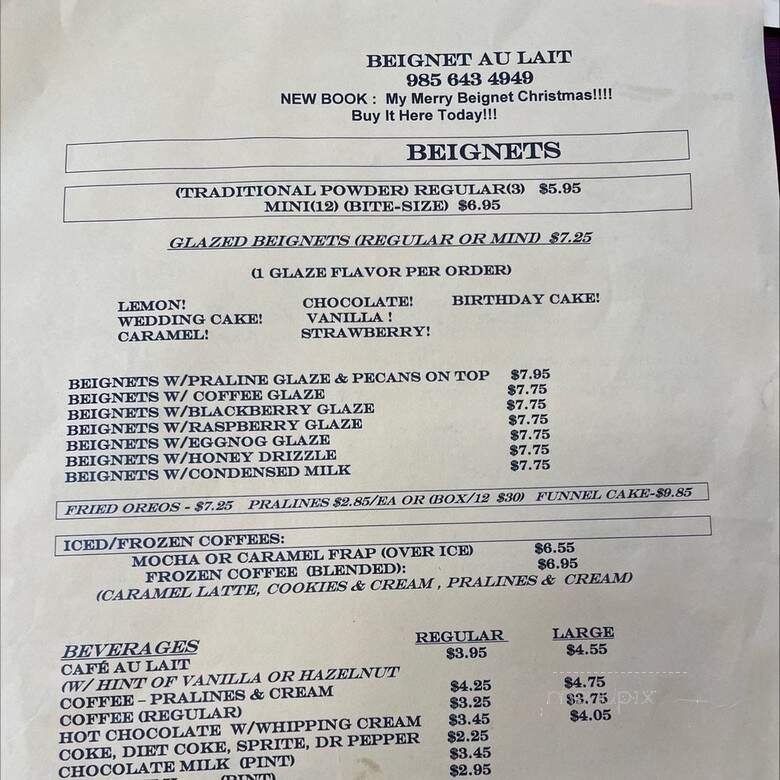 BEIGNET AU LAIT
985 643 4949
NEW BOOK : My Merry Beignet Christmas!!!!
Buy It Here Today!!!
BEIGNETS
(TRADITIONAL POWDER) REGULAR(3) $5.95
MINI(12) (BITE-SIZE) $6.95
GLAZED BEIGNETS (REGULAR OR MINI) $7.25
(1 GLAZE FLAVOR PER ORDER)
LEMON! CHOCOLATE! BIRTHDAY CAKE!
WEDDING CAKE! VANILLA !
CARAMEL! STRAWBERRY!
BEIGNETS W/PRALINE GLAZE & PECANS ON TOP $7.95
BEIGNETS W/ COFFEE GLAZE $7.75
BEIGNETS W/BLACKBERRY GLAZE $7.75
BEIGNETS W/RASPBERRY GLAZE $7.75
BEIGNETS W/EGGNOG GLAZE $7.75
BEIGNETS W/HONEY DRIZZLE $7.75
BEIGNETS W/CONDENSED MILK $7.75
FRIED OREOS - $7.25 PRALINES $2.85/EA OR (BOX/12 $30) FUNNEL CAKE-$9.85
ICED/FROZEN COFFEES:
MOCHA OR CARAMEL FRAP (OVER ICE) $6.55
FROZEN COFFEE (BLENDED): $6.95
(CARAMEL LATTE, COOKIES & CREAM , PRALINES & CREAM)
BEVERAGES REGULAR LARGE
CAFÉ AU LAIT $3.95 $4.55
(W/ HINT OF VANILLA OR HAZELNUT
COFFEE – PRALINES & CREAM $4.25 $4.75
COFFEE (REGULAR) $3.25 $3.75
HOT CHOCOLATE W/WHIPPING CREAM $3.45 $4.05
COKE, DIET COKE, SPRITE, DR PEPPER $2.25
CHOCOLATE MILK (PINT) $3.45
(PINT) $2.95